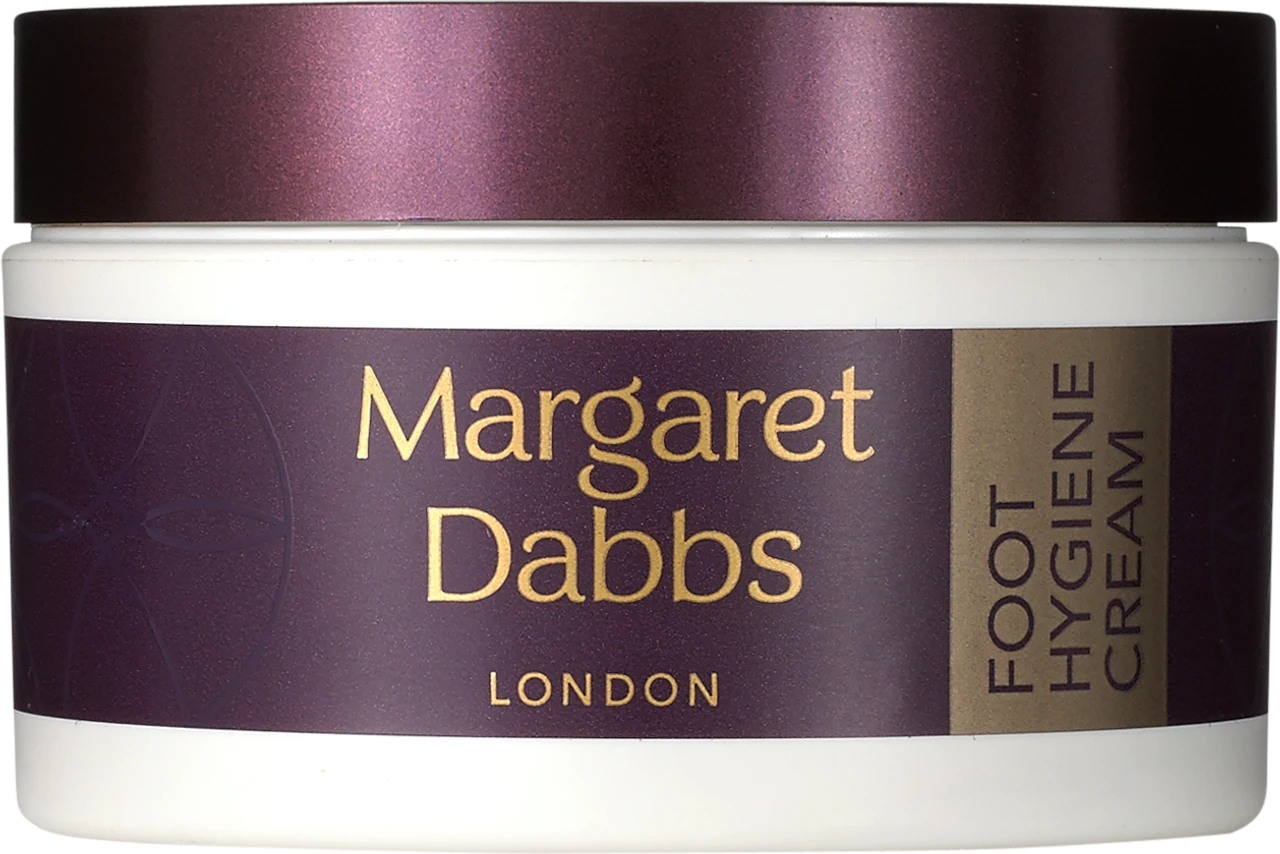 Margaret
Dabbs
LONDON
FOOT
HYGIENE
CREAM